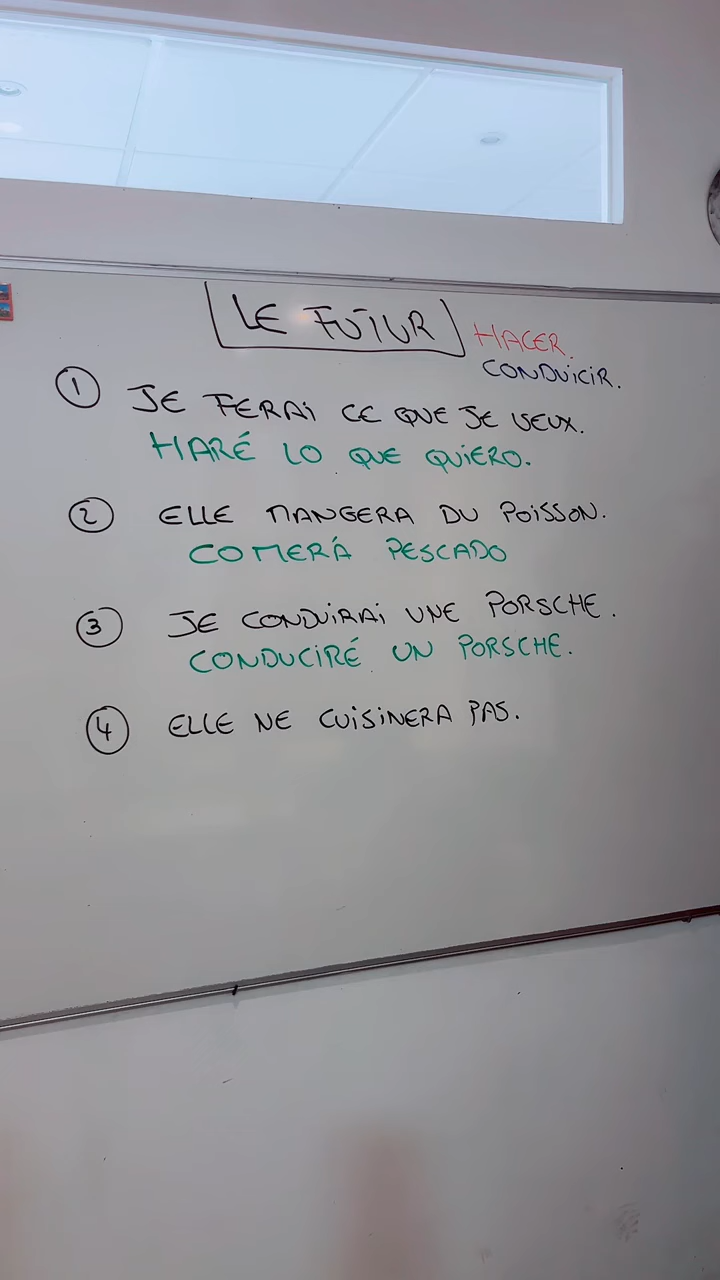 LE FUTUR
HACER.
CONDUICIR.
1 JE FERAI CE QUE JE VEUX.
HARÉ LO QUE QUIERO.
2 ELLE MANGERA DU POISSON.
COMERÁ PESCADO
3 JE CONDUIRAI UNE PORSCHE.
CONDUCIRÉ UN PORSCHE.
4 ELLE NE CUISINERA PAS.